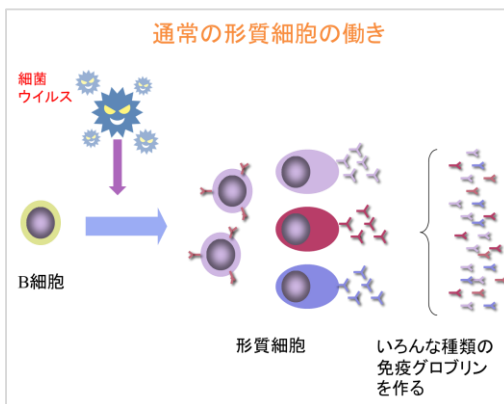 通常の形質細胞の働き
細菌
ウイルス
B細胞
形質細胞
いろんな種類の
免疫グロブリン
を作る